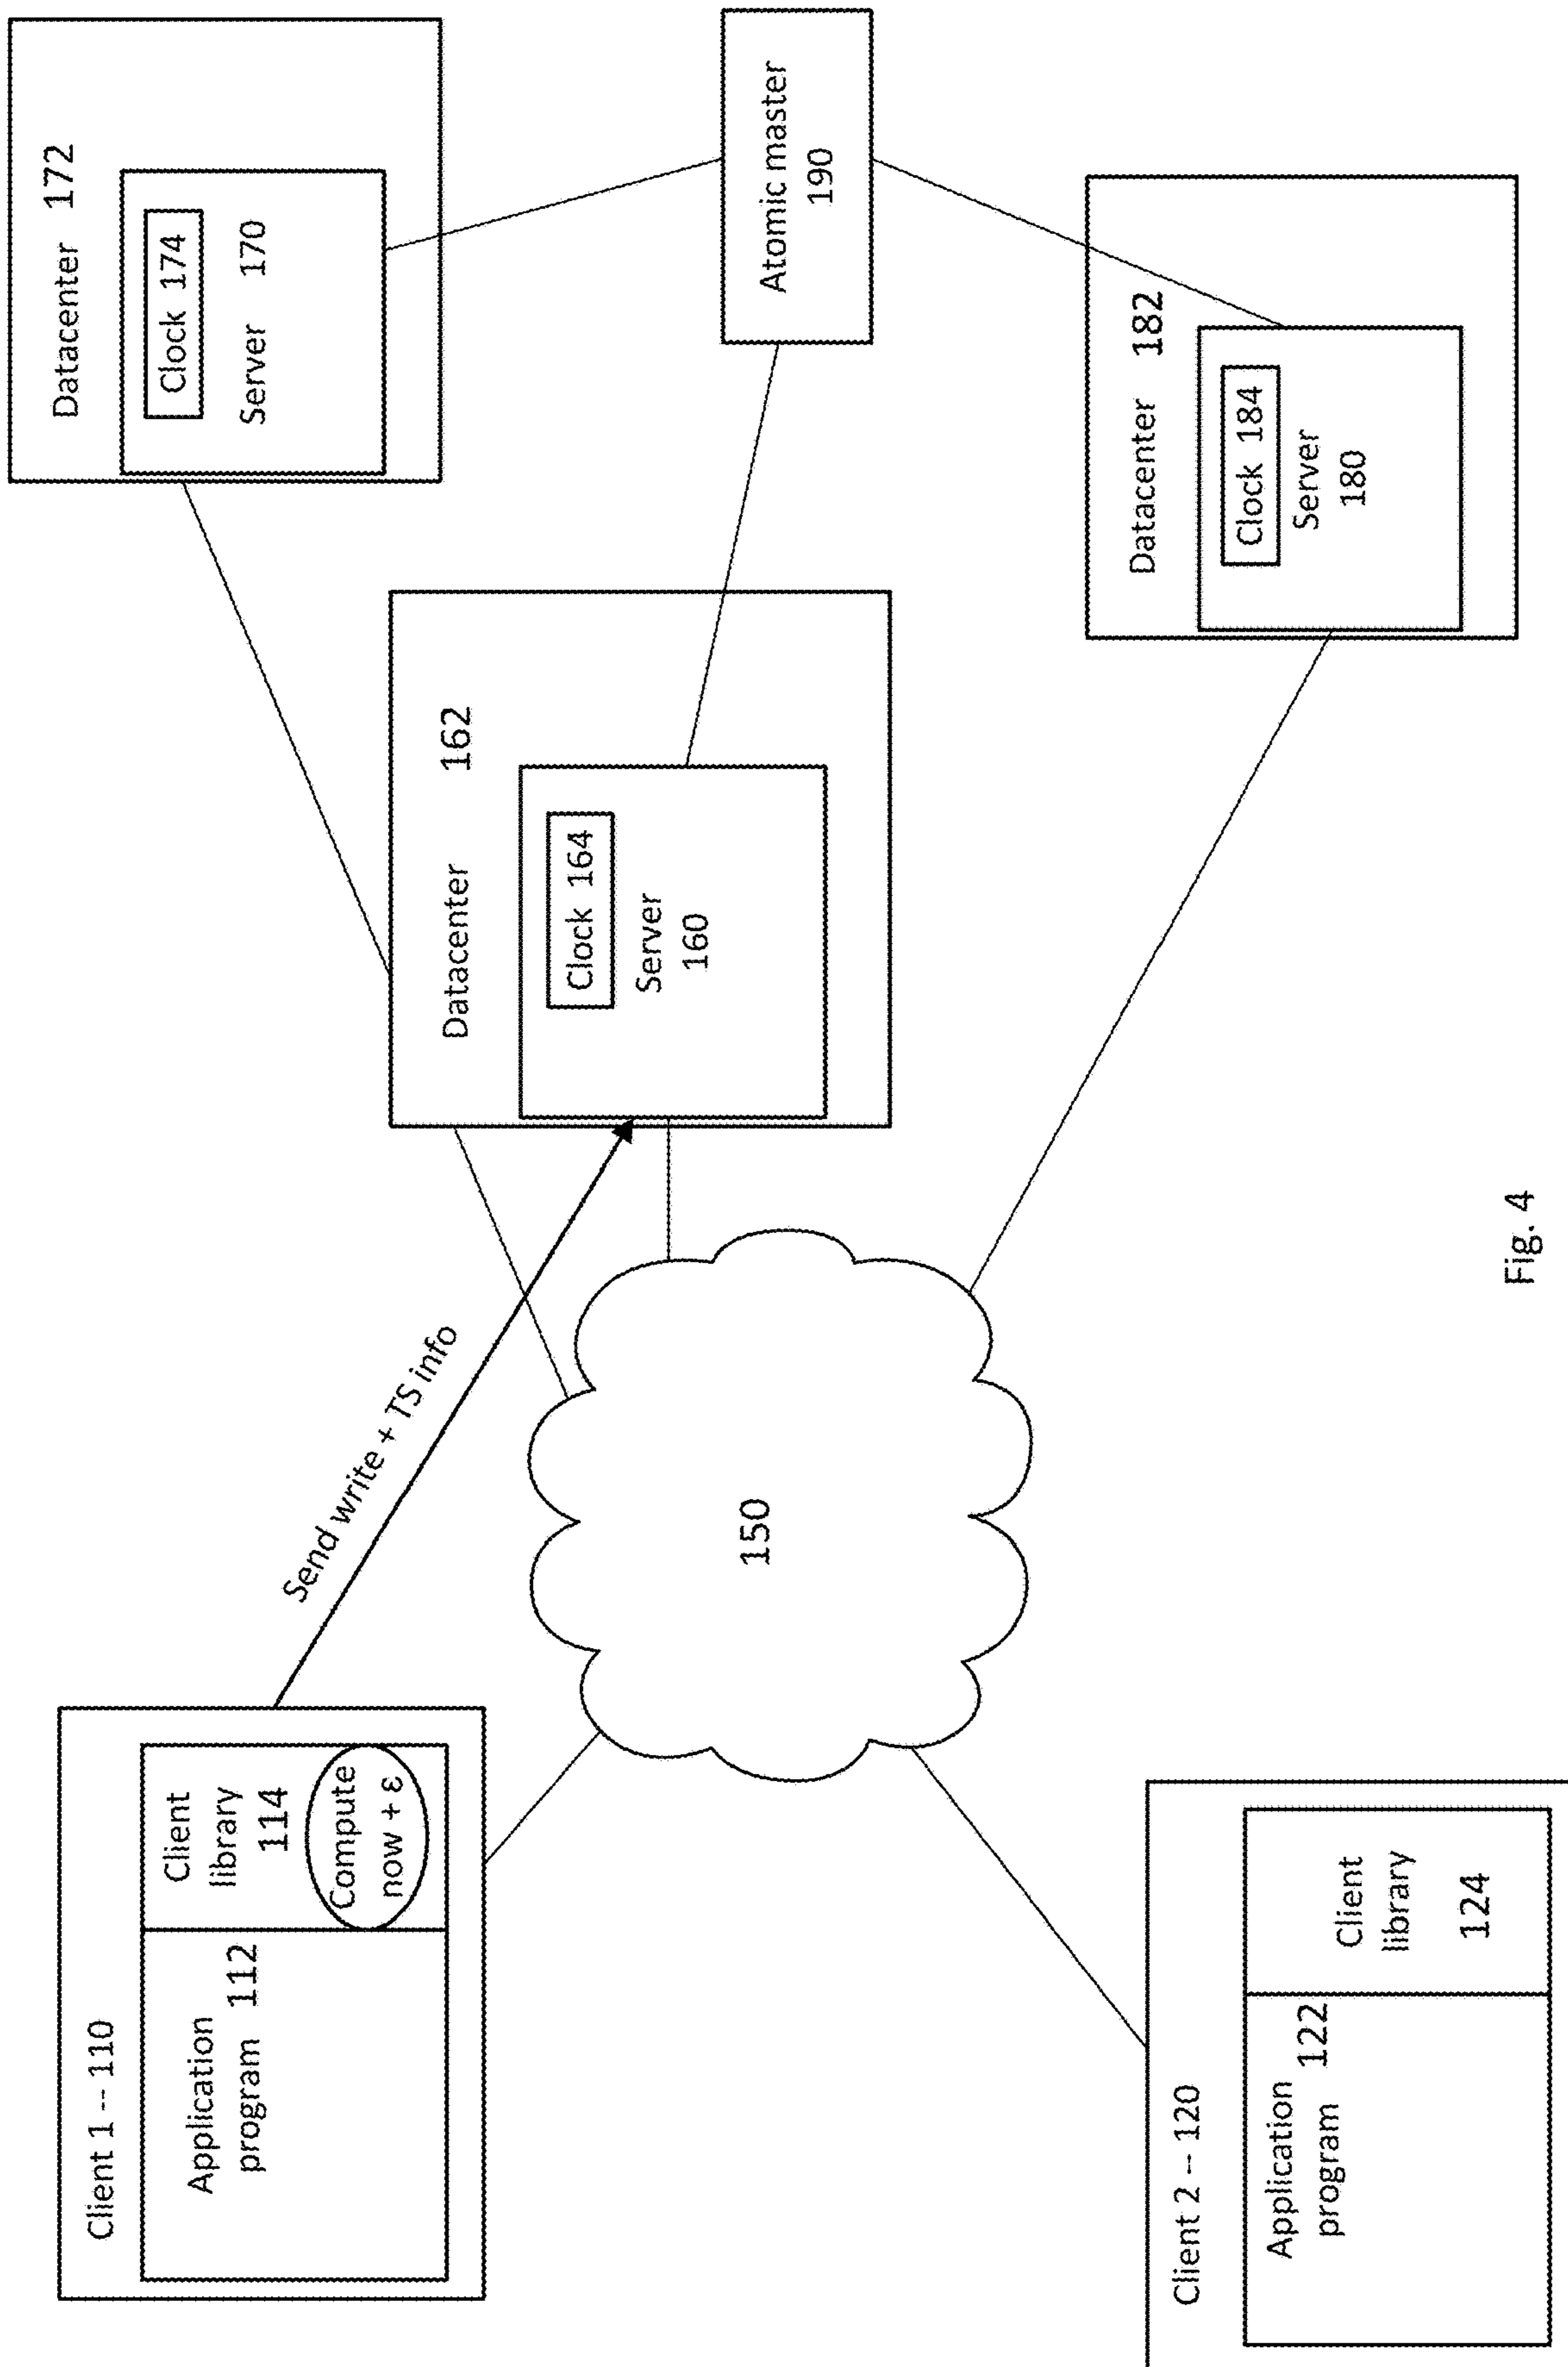 Client 1 -- 110
Application
program 112
Client
library
114
Compute
now + ε
Send write + TS info
Datacenter 162
Clock 164
Server
160
Datacenter 172
Clock 174
Server 170
Atomic master
190
150
Client 2 -- 120
Application
program 122
Client
library
124
Datacenter 182
Clock 184
Server
180
Fig. 4